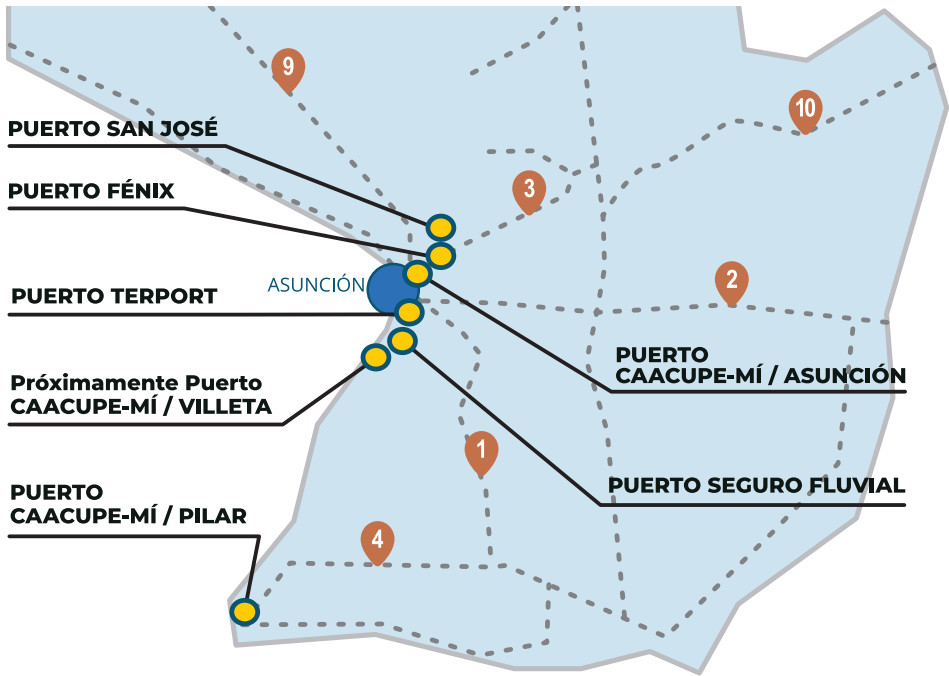 9
10
PUERTO SAN JOSÉ
PUERTO FÉNIX
3
ASUNCIÓN
2
PUERTO TERPORT
PUERTO
CAACUPE-MÍ / ASUNCIÓN
Próximamente Puerto
CAACUPE-MÍ / VILLETA
1
PUERTO SEGURO FLUVIAL
PUERTO
CAACUPE-MÍ / PILAR
4